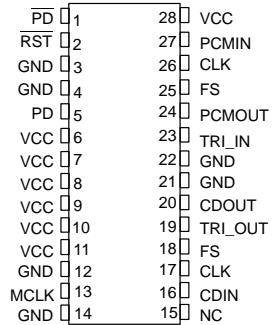 PD 1 28 VCC
RST 2 27 PCMIN
GND 3 26 CLK
GND 4 25 FS
PD 5 24 PCMOUT
VCC 6 23 TRI_IN
VCC 7 22 GND
VCC 8 21 GND
VCC 9 20 CDOUT
VCC 10 19 TRI_OUT
VCC 11 18 FS
GND 12 17 CLK
MCLK 13 16 CDIN
GND 14 15 NC